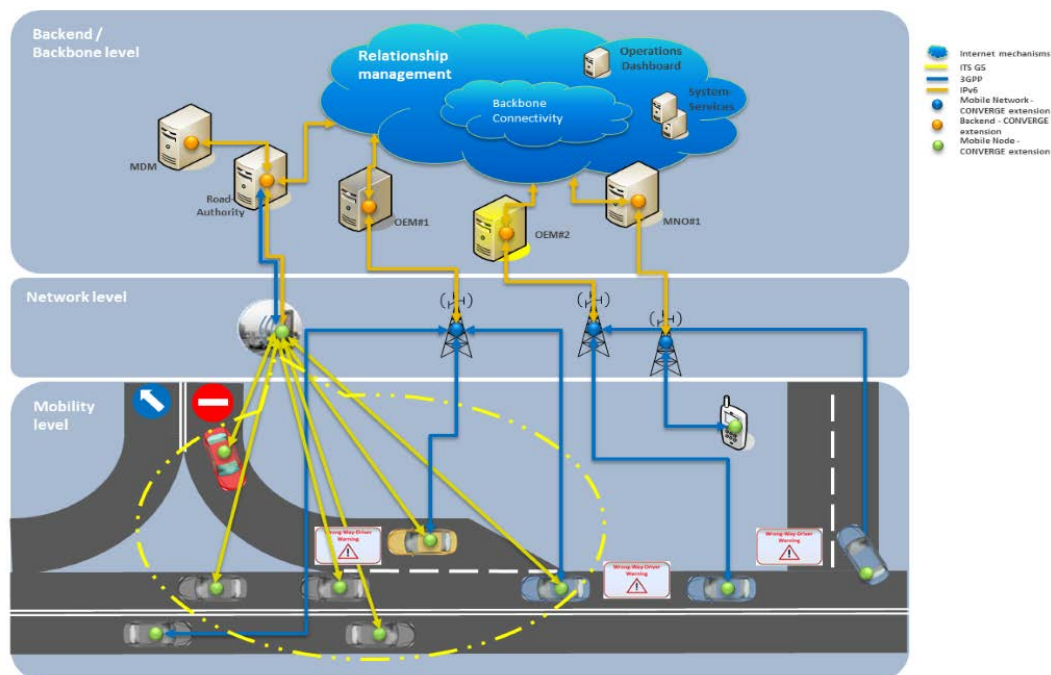 Backend /
Backbone level
Relationship
management
Operations
Dashboard
System-
Services
Backbone
Connectivity
MDM
Road
Authority
OEM#1
OEM#2
MNO#1
Internet mechanisms
ITS G5
3GPP
IPv6
Mobile Network -
CONVERGE extension
Backend - CONVERGE
extension
Mobile Node -
CONVERGE extension
Network level
Mobility
level
Wrong-Way-Driver
Warning
Wrong-Way-Driver
Warning
Wrong-Way-Driver
Warning